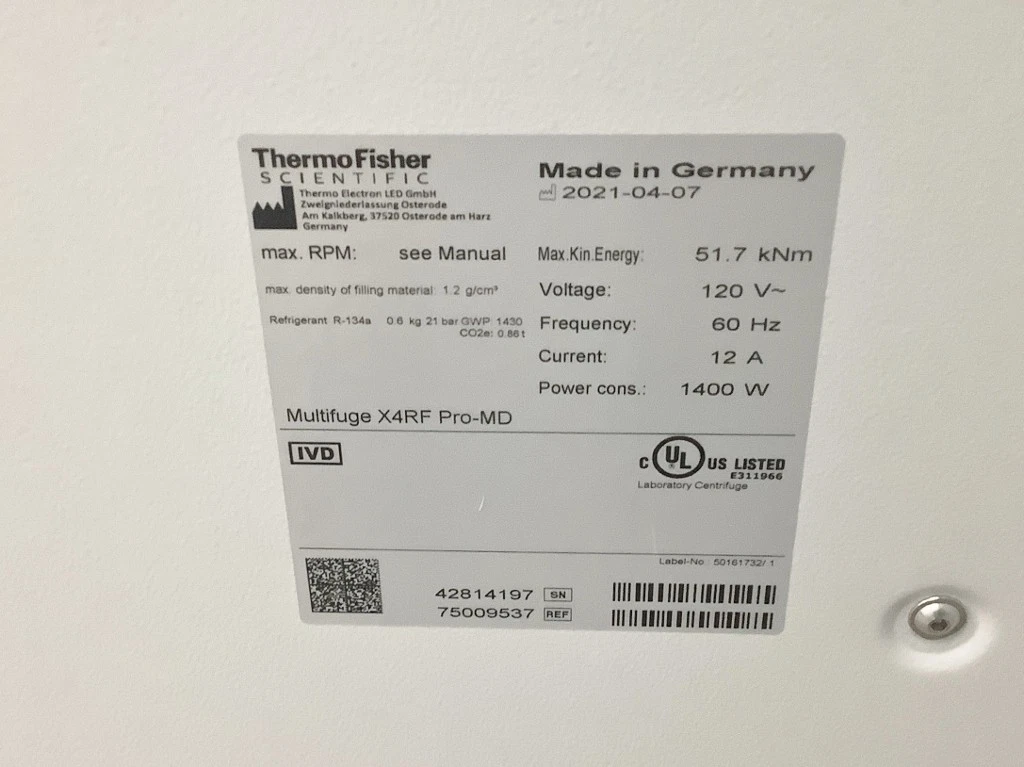 ThermoFisher
SCIENTIFIC
Thermo Electron LED GmbH
Zweigniederlassung Osterode
Am Kalkberg, 37520 Osterode am Harz
Germany
Made in Germany
2021-04-07
max. RPM: see Manual
max. density of filling material: 1.2 g/cm³
Refrigerant R-134a 0.6 kg 21 bar GWP: 1430
CO2e: 0.86 t
Max.Kin.Energy: 51.7 kNm
Voltage: 120 V~
Frequency: 60 Hz
Current: 12 A
Power cons.: 1400 W
Multifuge X4RF Pro-MD
IVD
C UL US LISTED
E311966
Laboratory Centrifuge
Label-No.: 50161732/ 1
42814197 SN
75009537 REF